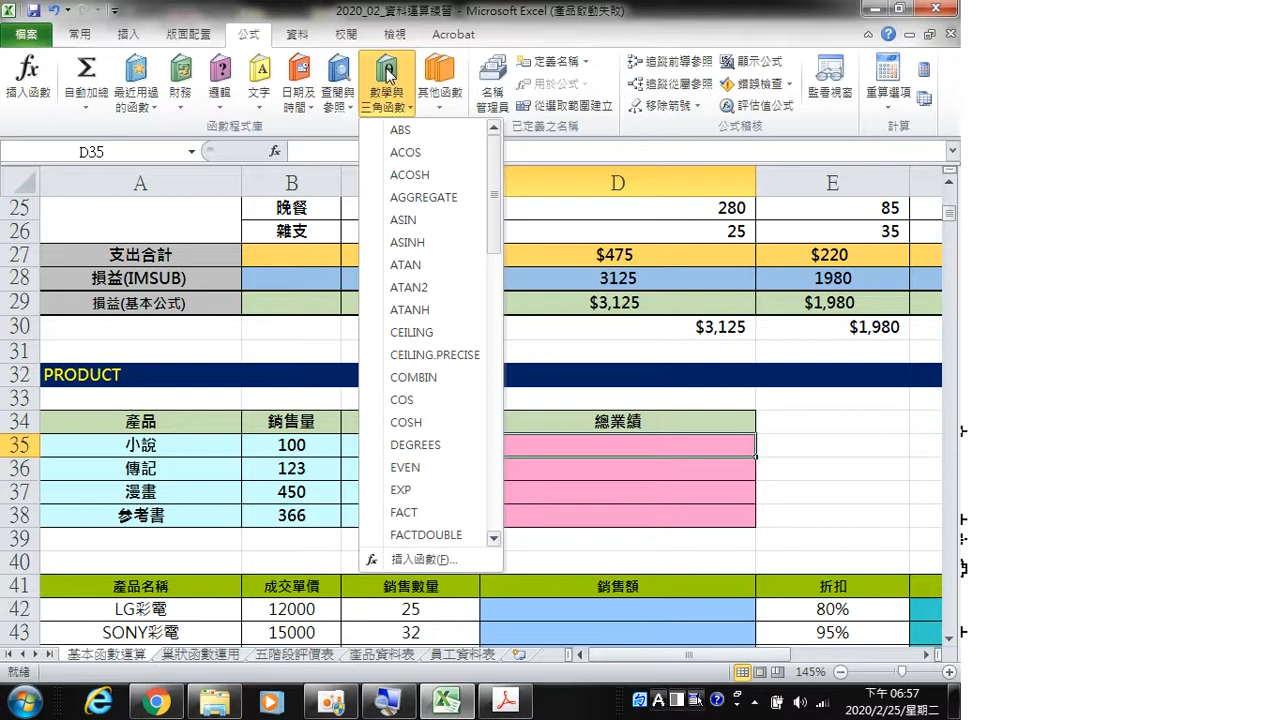 2020_02_資料運算練習 - Microsoft Excel (產品啟動失敗)
檔案 常用 插入 版面配置 公式 資料 校閱 檢視 Acrobat
插入函數 自動加總 最近用過的函數 財務 邏輯 文字 日期及時間 查閱與參照 數學與三角函數 其他函數 名稱管理員 定義名稱 用於公式 從選取範圍建立 追蹤前導參照 追蹤從屬參照 移除箭號 顯示公式 錯誤檢查 評估值公式 監看視窗 重算選項
函數程式庫 已定義之名稱 公式稽核 計算
D35 fx
ABS
ACOS
ACOSH
AGGREGATE
ASIN
ASINH
ATAN
ATAN2
ATANH
CEILING
CEILING.PRECISE
COMBIN
COS
COSH
DEGREES
EVEN
EXP
FACT
FACTDOUBLE
fx 插入函數(F)...
A B D E
25 晚餐 280 85
26 雜支 25 35
27 支出合計 $475 $220
28 損益(IMSUB) 3125 1980
29 損益(基本公式) $3,125 $1,980
30 $3,125 $1,980
31
32 PRODUCT
33
34 產品 銷售量 總業績
35 小說 100
36 傳記 123
37 漫畫 450
38 參考書 366
39
40
41 產品名稱 成交單價 銷售數量 銷售額 折扣
42 LG彩電 12000 25 80%
43 SONY彩電 15000 32 95%
基本函數運算 巢狀函數運用 五階段評價表 產品資料表 員工資料表
就緒 145%
下午 06:57
2020/2/25/星期二